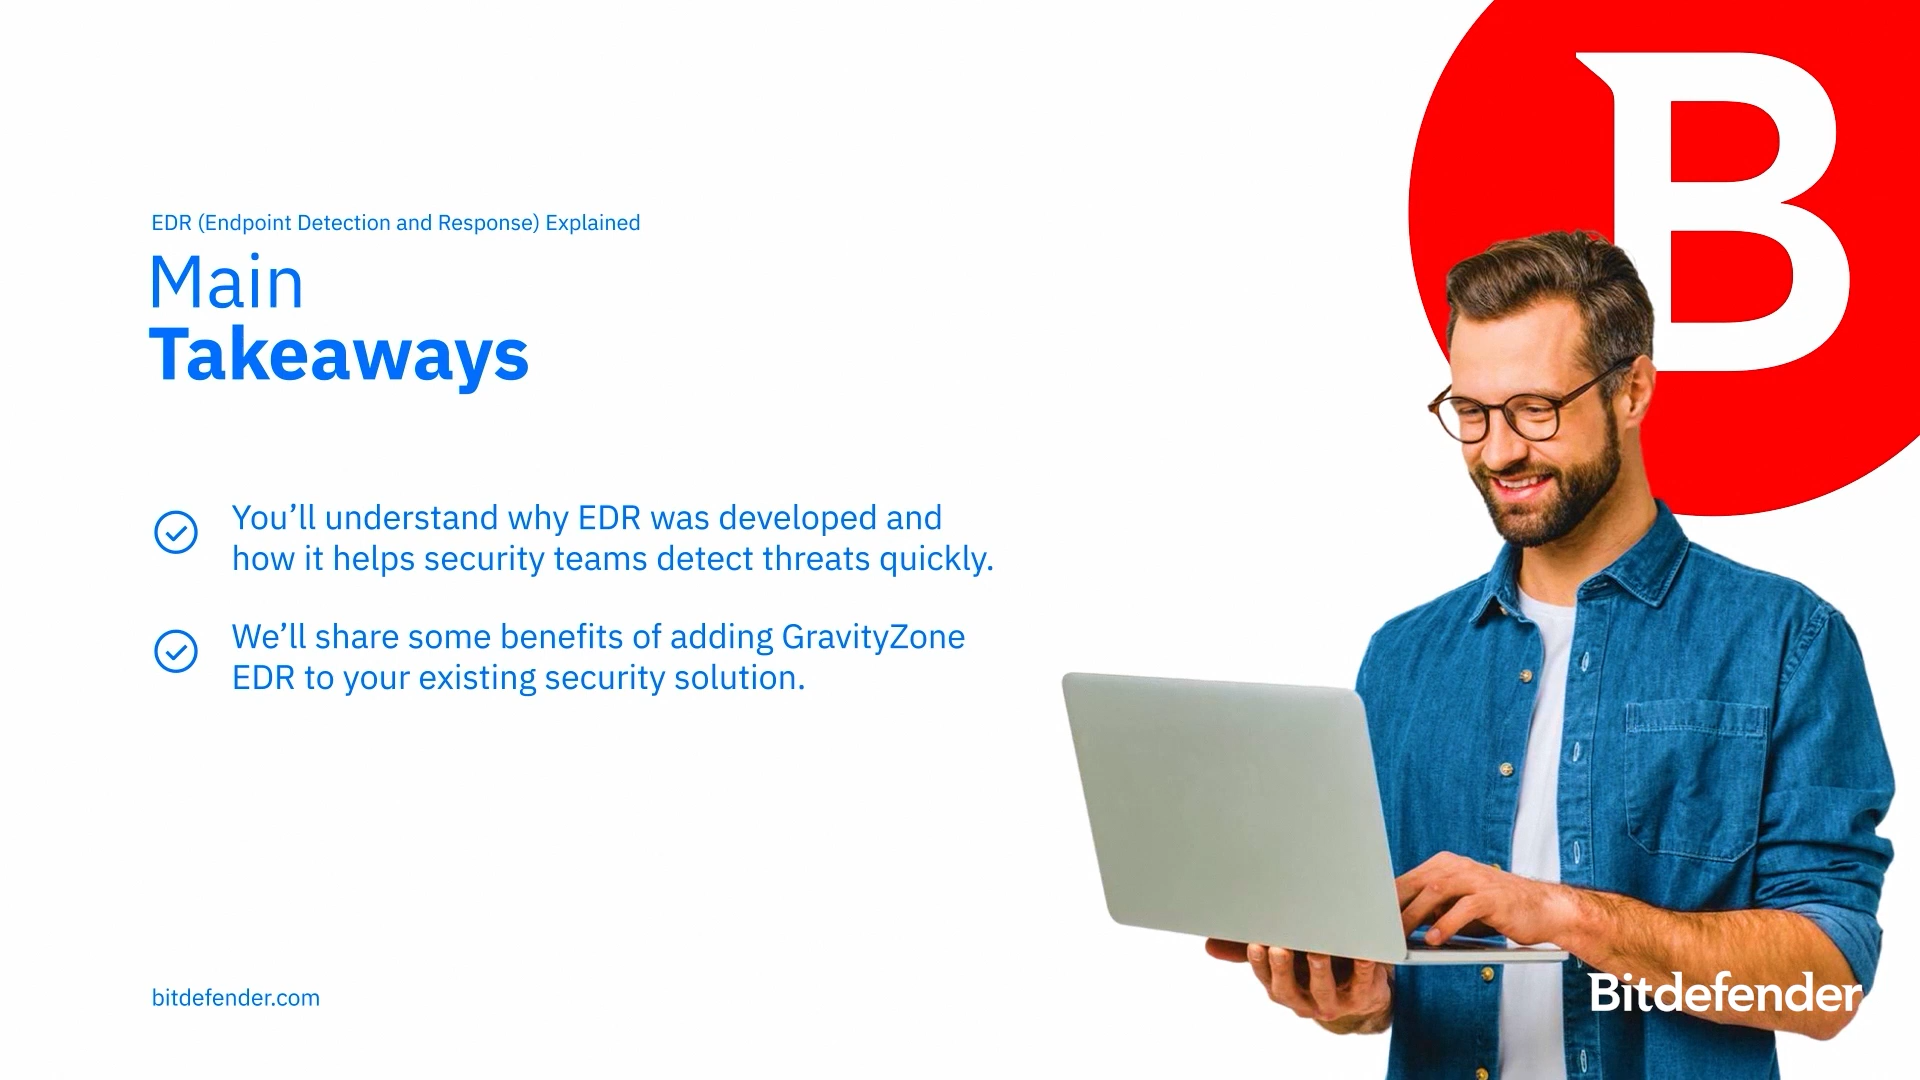 B
EDR (Endpoint Detection and Response) Explained
Main
Takeaways
You’ll understand why EDR was developed and
how it helps security teams detect threats quickly.
We’ll share some benefits of adding GravityZone
EDR to your existing security solution.
bitdefender.com
Bitdefender